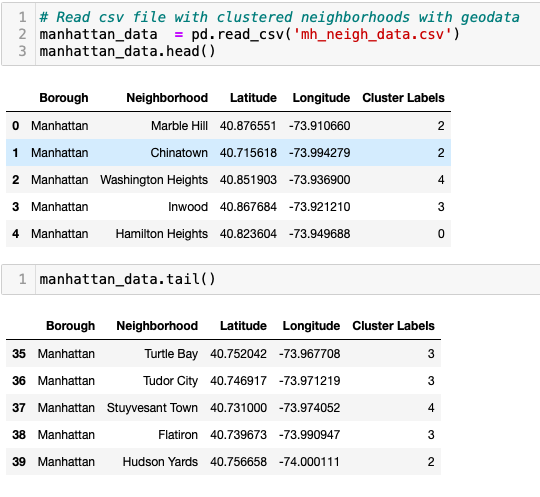 1 # Read csv file with clustered neighborhoods with geodata
2 manhattan_data  = pd.read_csv('mh_neigh_data.csv')
3 manhattan_data.head()
Borough Neighborhood Latitude Longitude Cluster Labels
0 Manhattan Marble Hill 40.876551 -73.910660 2
1 Manhattan Chinatown 40.715618 -73.994279 2
2 Manhattan Washington Heights 40.851903 -73.936900 4
3 Manhattan Inwood 40.867684 -73.921210 3
4 Manhattan Hamilton Heights 40.823604 -73.949688 0
1 manhattan_data.tail()
Borough Neighborhood Latitude Longitude Cluster Labels
35 Manhattan Turtle Bay 40.752042 -73.967708 3
36 Manhattan Tudor City 40.746917 -73.971219 3
37 Manhattan Stuyvesant Town 40.731000 -73.974052 4
38 Manhattan Flatiron 40.739673 -73.990947 3
39 Manhattan Hudson Yards 40.756658 -74.000111 2